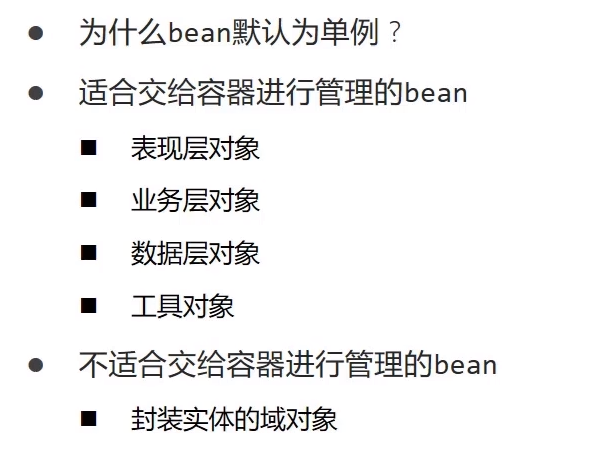 为什么bean默认为单例？
适合交给容器进行管理的bean
表现层对象
业务层对象
数据层对象
工具对象
不适合交给容器进行管理的bean
封装实体的域对象